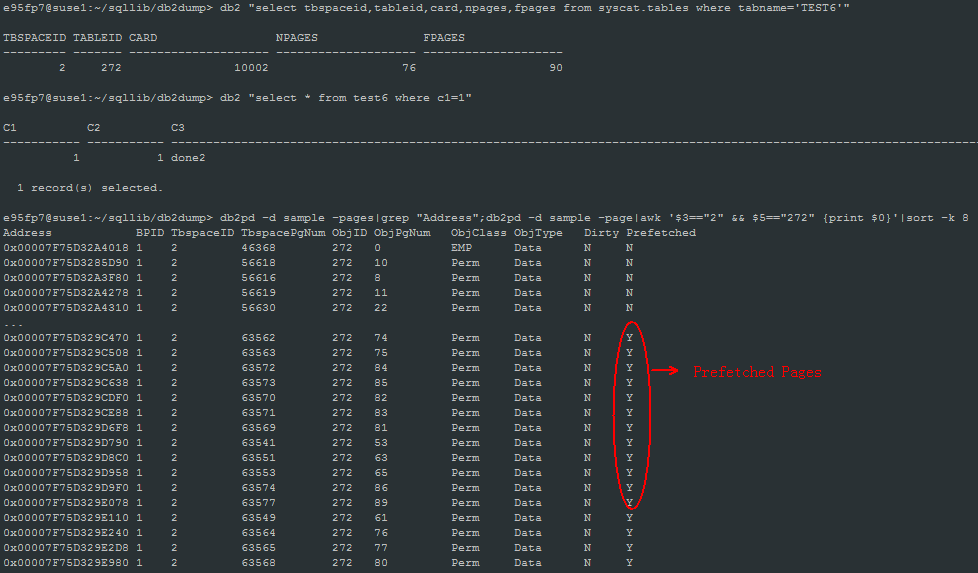 e95fp7@suse1:~/sqllib/db2dump> db2 "select tbspaceid,tableid,card,npages,fpages from syscat.tables where tabname='TEST6'"
TBSPACEID TABLEID CARD NPAGES FPAGES
--------- ------- -------------------- -------------------- --------------------
2 272 10002 76 90
e95fp7@suse1:~/sqllib/db2dump> db2 "select * from test6 where c1=1"
C1 C2 C3
1 1 done2
1 record(s) selected.
e95fp7@suse1:~/sqllib/db2dump> db2pd -d sample -pages|grep "Address";db2pd -d sample -page|awk '$3=="2" && $5=="272" {print $0}'|sort -k 8
Address BPID TbspaceID TbspacePgNum ObjID ObjPgNum ObjClass ObjType Dirty Prefetched
0x00007F75D32A4018 1 2 46368 272 0 EMP Data N N
0x00007F75D3285D90 1 2 56618 272 10 Perm Data N N
0x00007F75D32A3F80 1 2 56616 272 8 Perm Data N N
0x00007F75D32A4278 1 2 56619 272 11 Perm Data N N
0x00007F75D32A4310 1 2 56630 272 22 Perm Data N N
...
0x00007F75D329C470 1 2 63562 272 74 Perm Data N Y
0x00007F75D329C508 1 2 63563 272 75 Perm Data N Y
0x00007F75D329C5A0 1 2 63572 272 84 Perm Data N Y
Prefetched Pages
0x00007F75D329C638 1 2 63573 272 85 Perm Data N Y
0x00007F75D329CDF0 1 2 63570 272 82 Perm Data N Y
0x00007F75D329CE88 1 2 63571 272 83 Perm Data N Y
0x00007F75D329D6F8 1 2 63569 272 81 Perm Data N Y
0x00007F75D329D790 1 2 63541 272 53 Perm Data N Y
0x00007F75D329D8C0 1 2 63551 272 63 Perm Data N Y
0x00007F75D329D958 1 2 63553 272 65 Perm Data N Y
0x00007F75D329D9F0 1 2 63574 272 86 Perm Data N Y
0x00007F75D329E078 1 2 63577 272 89 Perm Data N Y
0x00007F75D329E110 1 2 63549 272 61 Perm Data N Y
0x00007F75D329E240 1 2 63564 272 76 Perm Data N Y
0x00007F75D329E2D8 1 2 63565 272 77 Perm Data N Y
0x00007F75D329E980 1 2 63568 272 80 Perm Data N Y